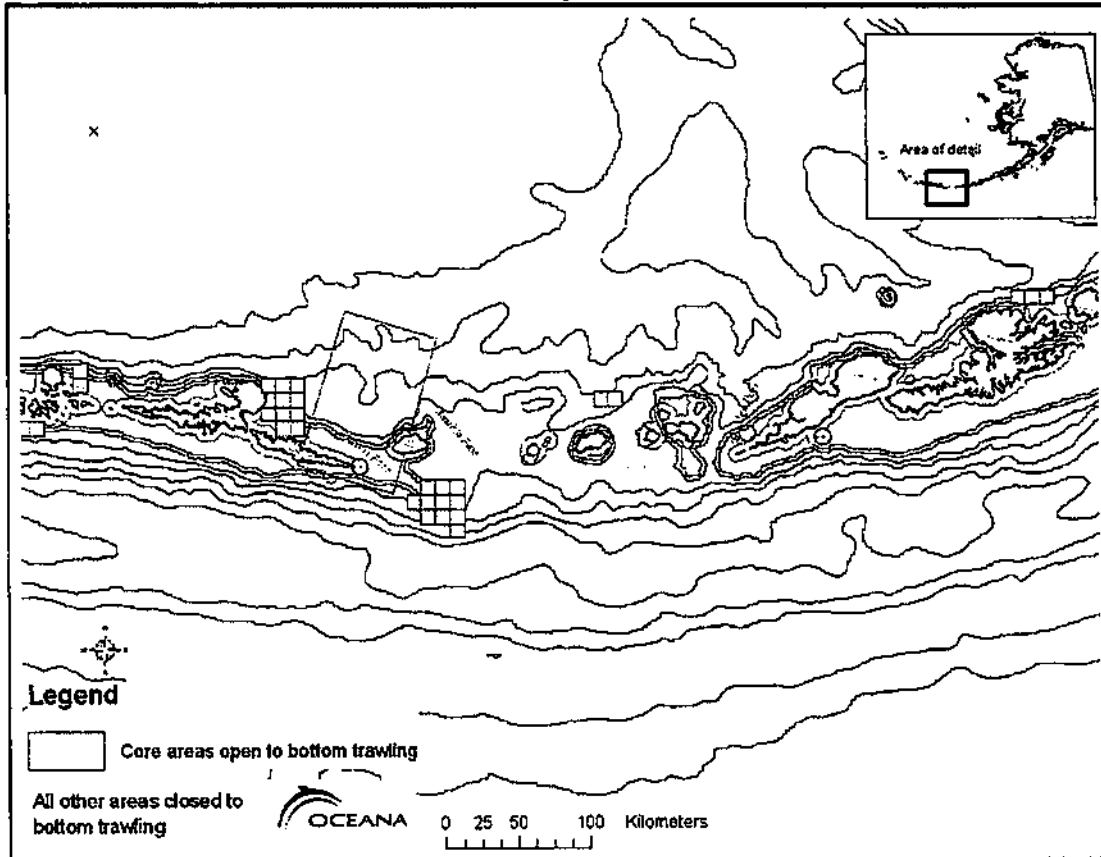 Area of detail
Legend
Core areas open to bottom trawling
All other areas closed to
bottom trawling
OCEANA
0 25 50 100 Kilometers